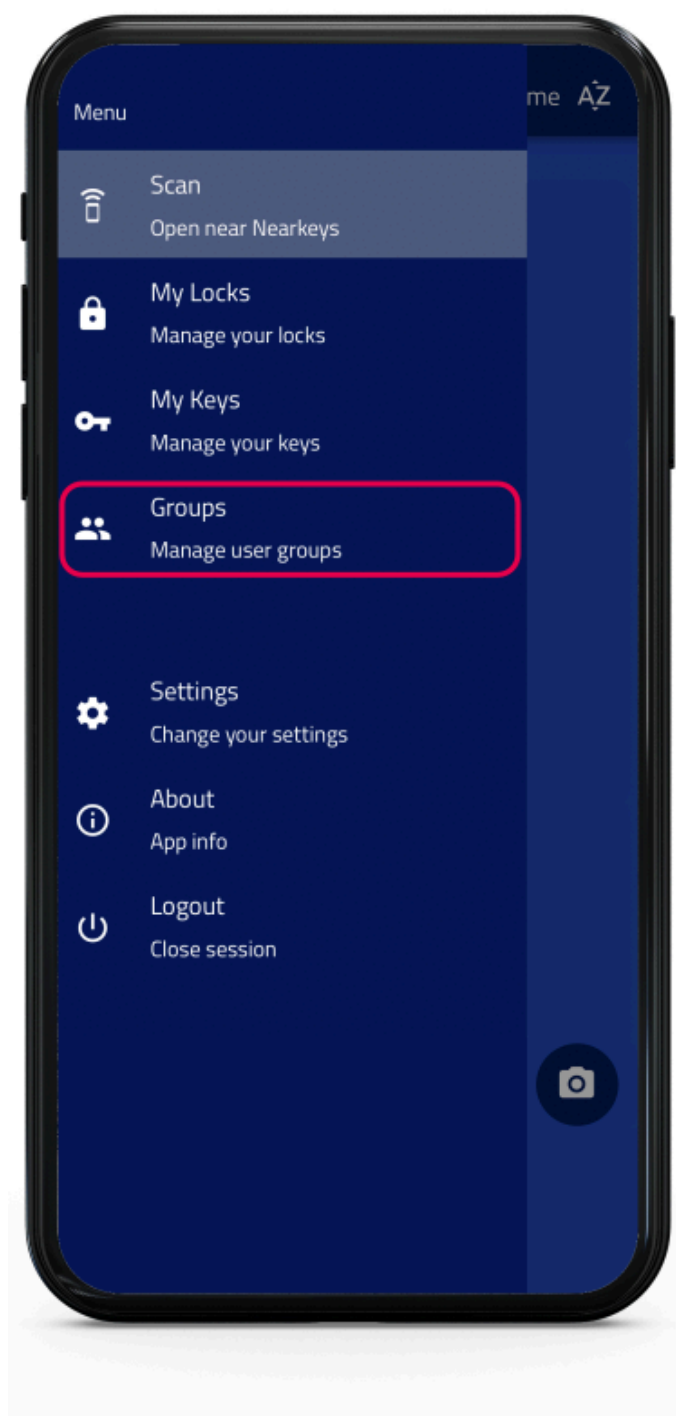 Menu
me AZ
Scan
Open near Nearkeys
My Locks
Manage your locks
My Keys
Manage your keys
Groups
Manage user groups
Settings
Change your settings
About
App info
Logout
Close session